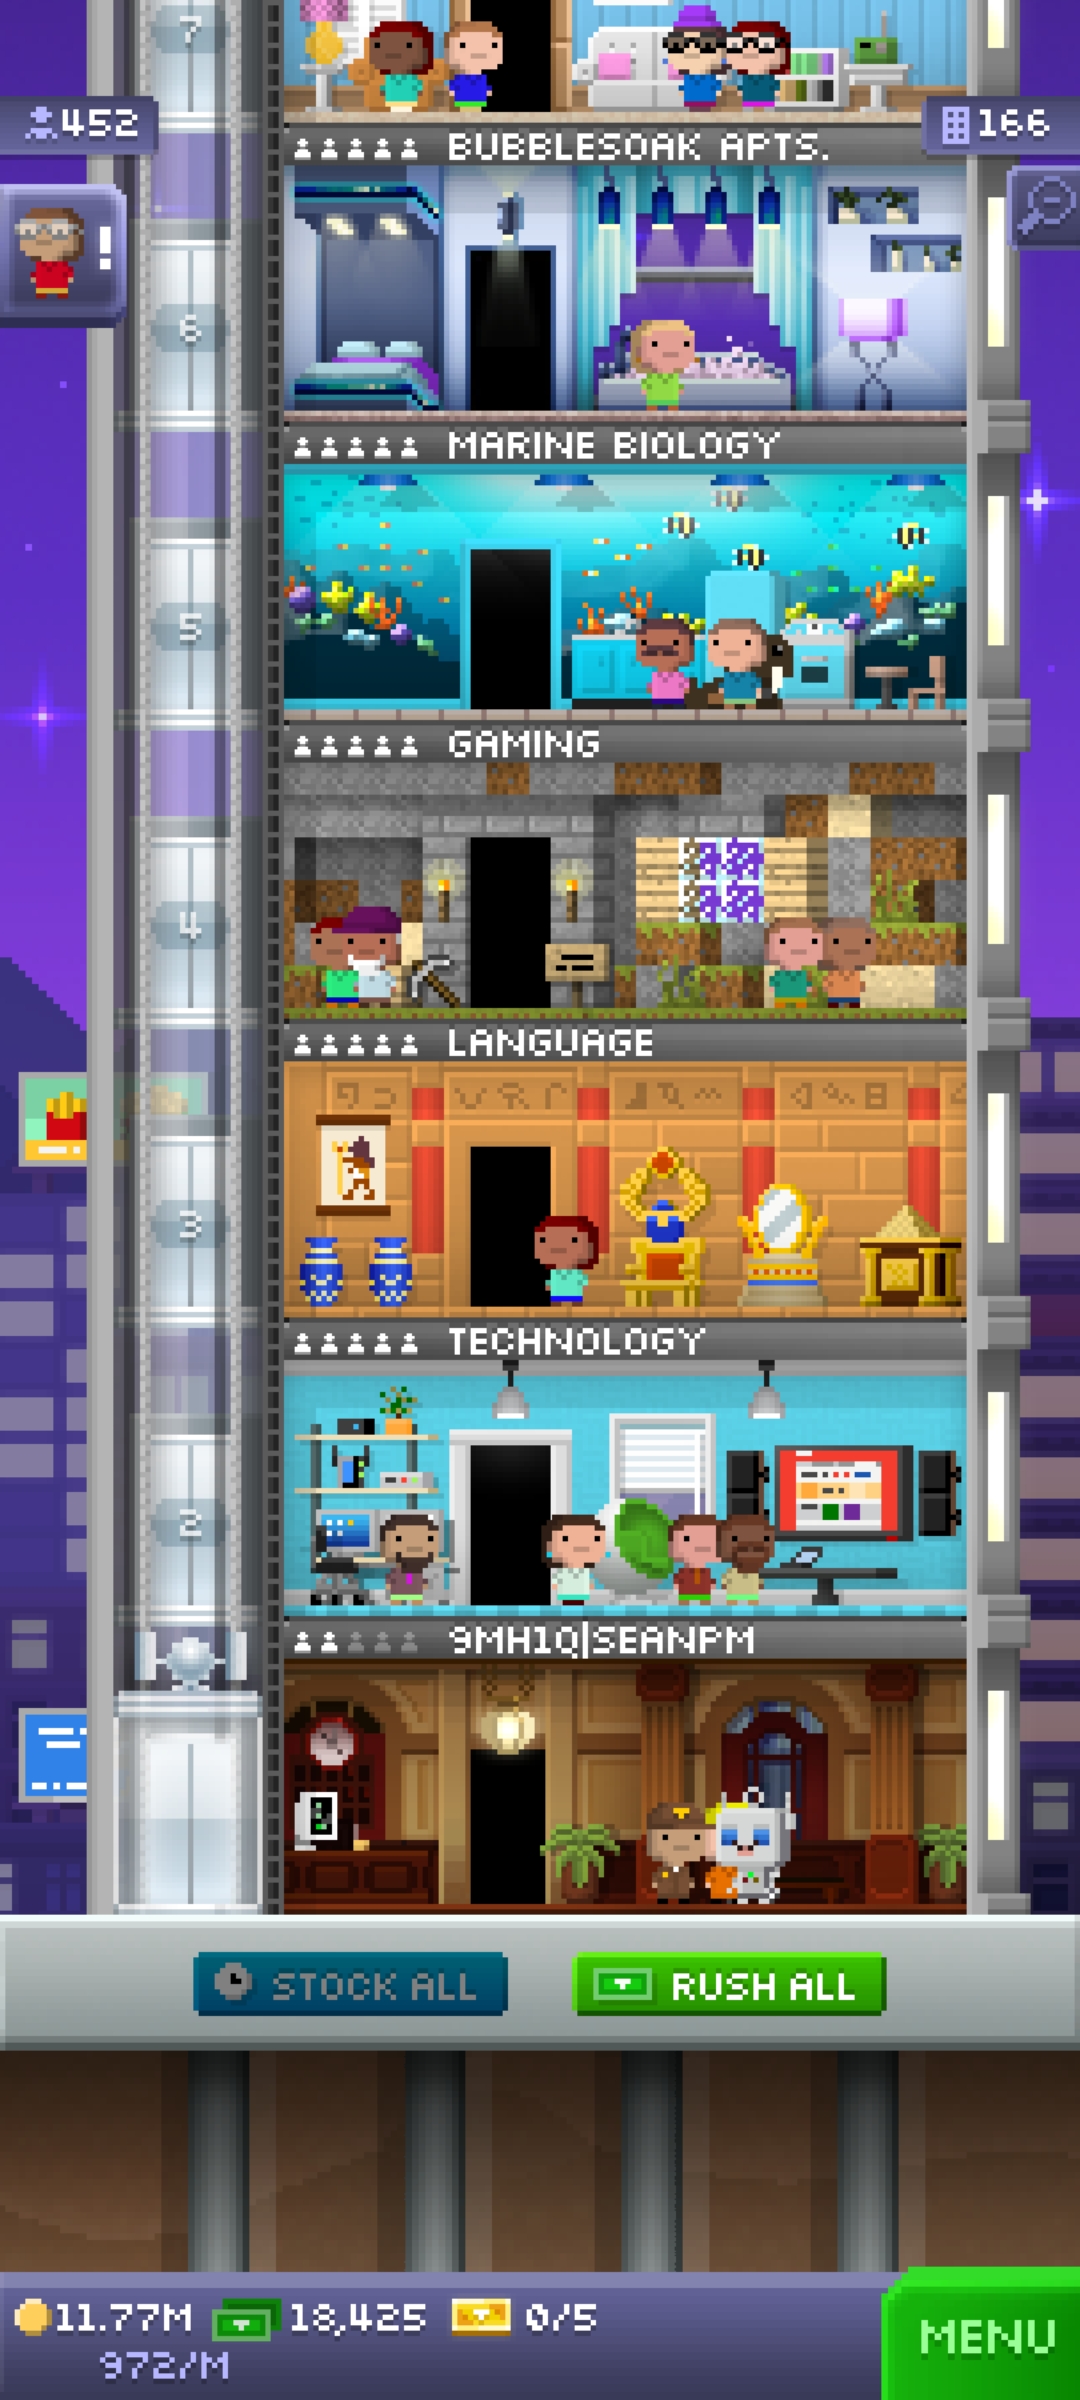 7
452
166
BUBBLESOAK APTS.
!
6
MARINE BIOLOGY
5
GAMING
4
LANGUAGE
3
TECHNOLOGY
2
9MH1Q|SEANPM
STOCK ALL
RUSH ALL
11.77M
18,425
0/5
972/M
MENU